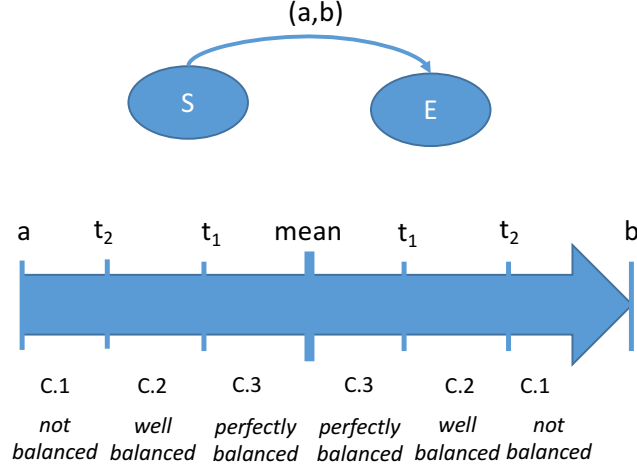 (a,b)
S E
a t₂ t₁ mean t₁ t₂ b
C.1 C.2 C.3 C.3 C.2 C.1
not well perfectly perfectly well not
balanced balanced balanced balanced balanced balanced